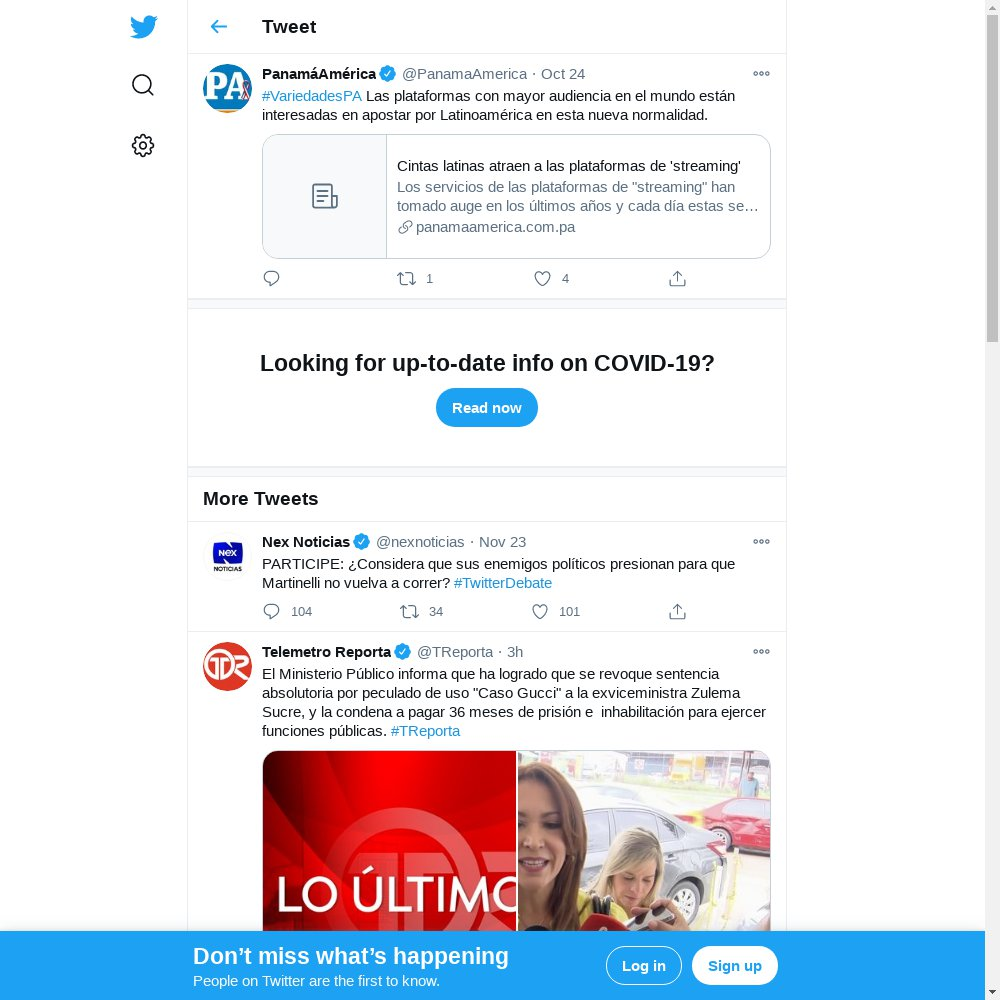 Tweet
PA
PanamáAmérica @PanamaAmerica · Oct 24
#VariedadesPA Las plataformas con mayor audiencia en el mundo están
interesadas en apostar por Latinoamérica en esta nueva normalidad.
Cintas latinas atraen a las plataformas de 'streaming'
Los servicios de las plataformas de "streaming" han
tomado auge en los últimos años y cada día estas se…
panamaamerica.com.pa
1 4
Looking for up-to-date info on COVID-19?
Read now
More Tweets
nex
NOTICIAS
Nex Noticias @nexnoticias · Nov 23
PARTICIPE: ¿Considera que sus enemigos políticos presionan para que
Martinelli no vuelva a correr? #TwitterDebate
104 34 101
TR
Telemetro Reporta @TReporta · 3h
El Ministerio Público informa que ha logrado que se revoque sentencia
absolutoria por peculado de uso "Caso Gucci" a la exviceministra Zulema
Sucre, y la condena a pagar 36 meses de prisión e  inhabilitación para ejercer
funciones públicas. #TReporta
LO ÚLTIMO
Don’t miss what’s happening
People on Twitter are the first to know.
Log in
Sign up